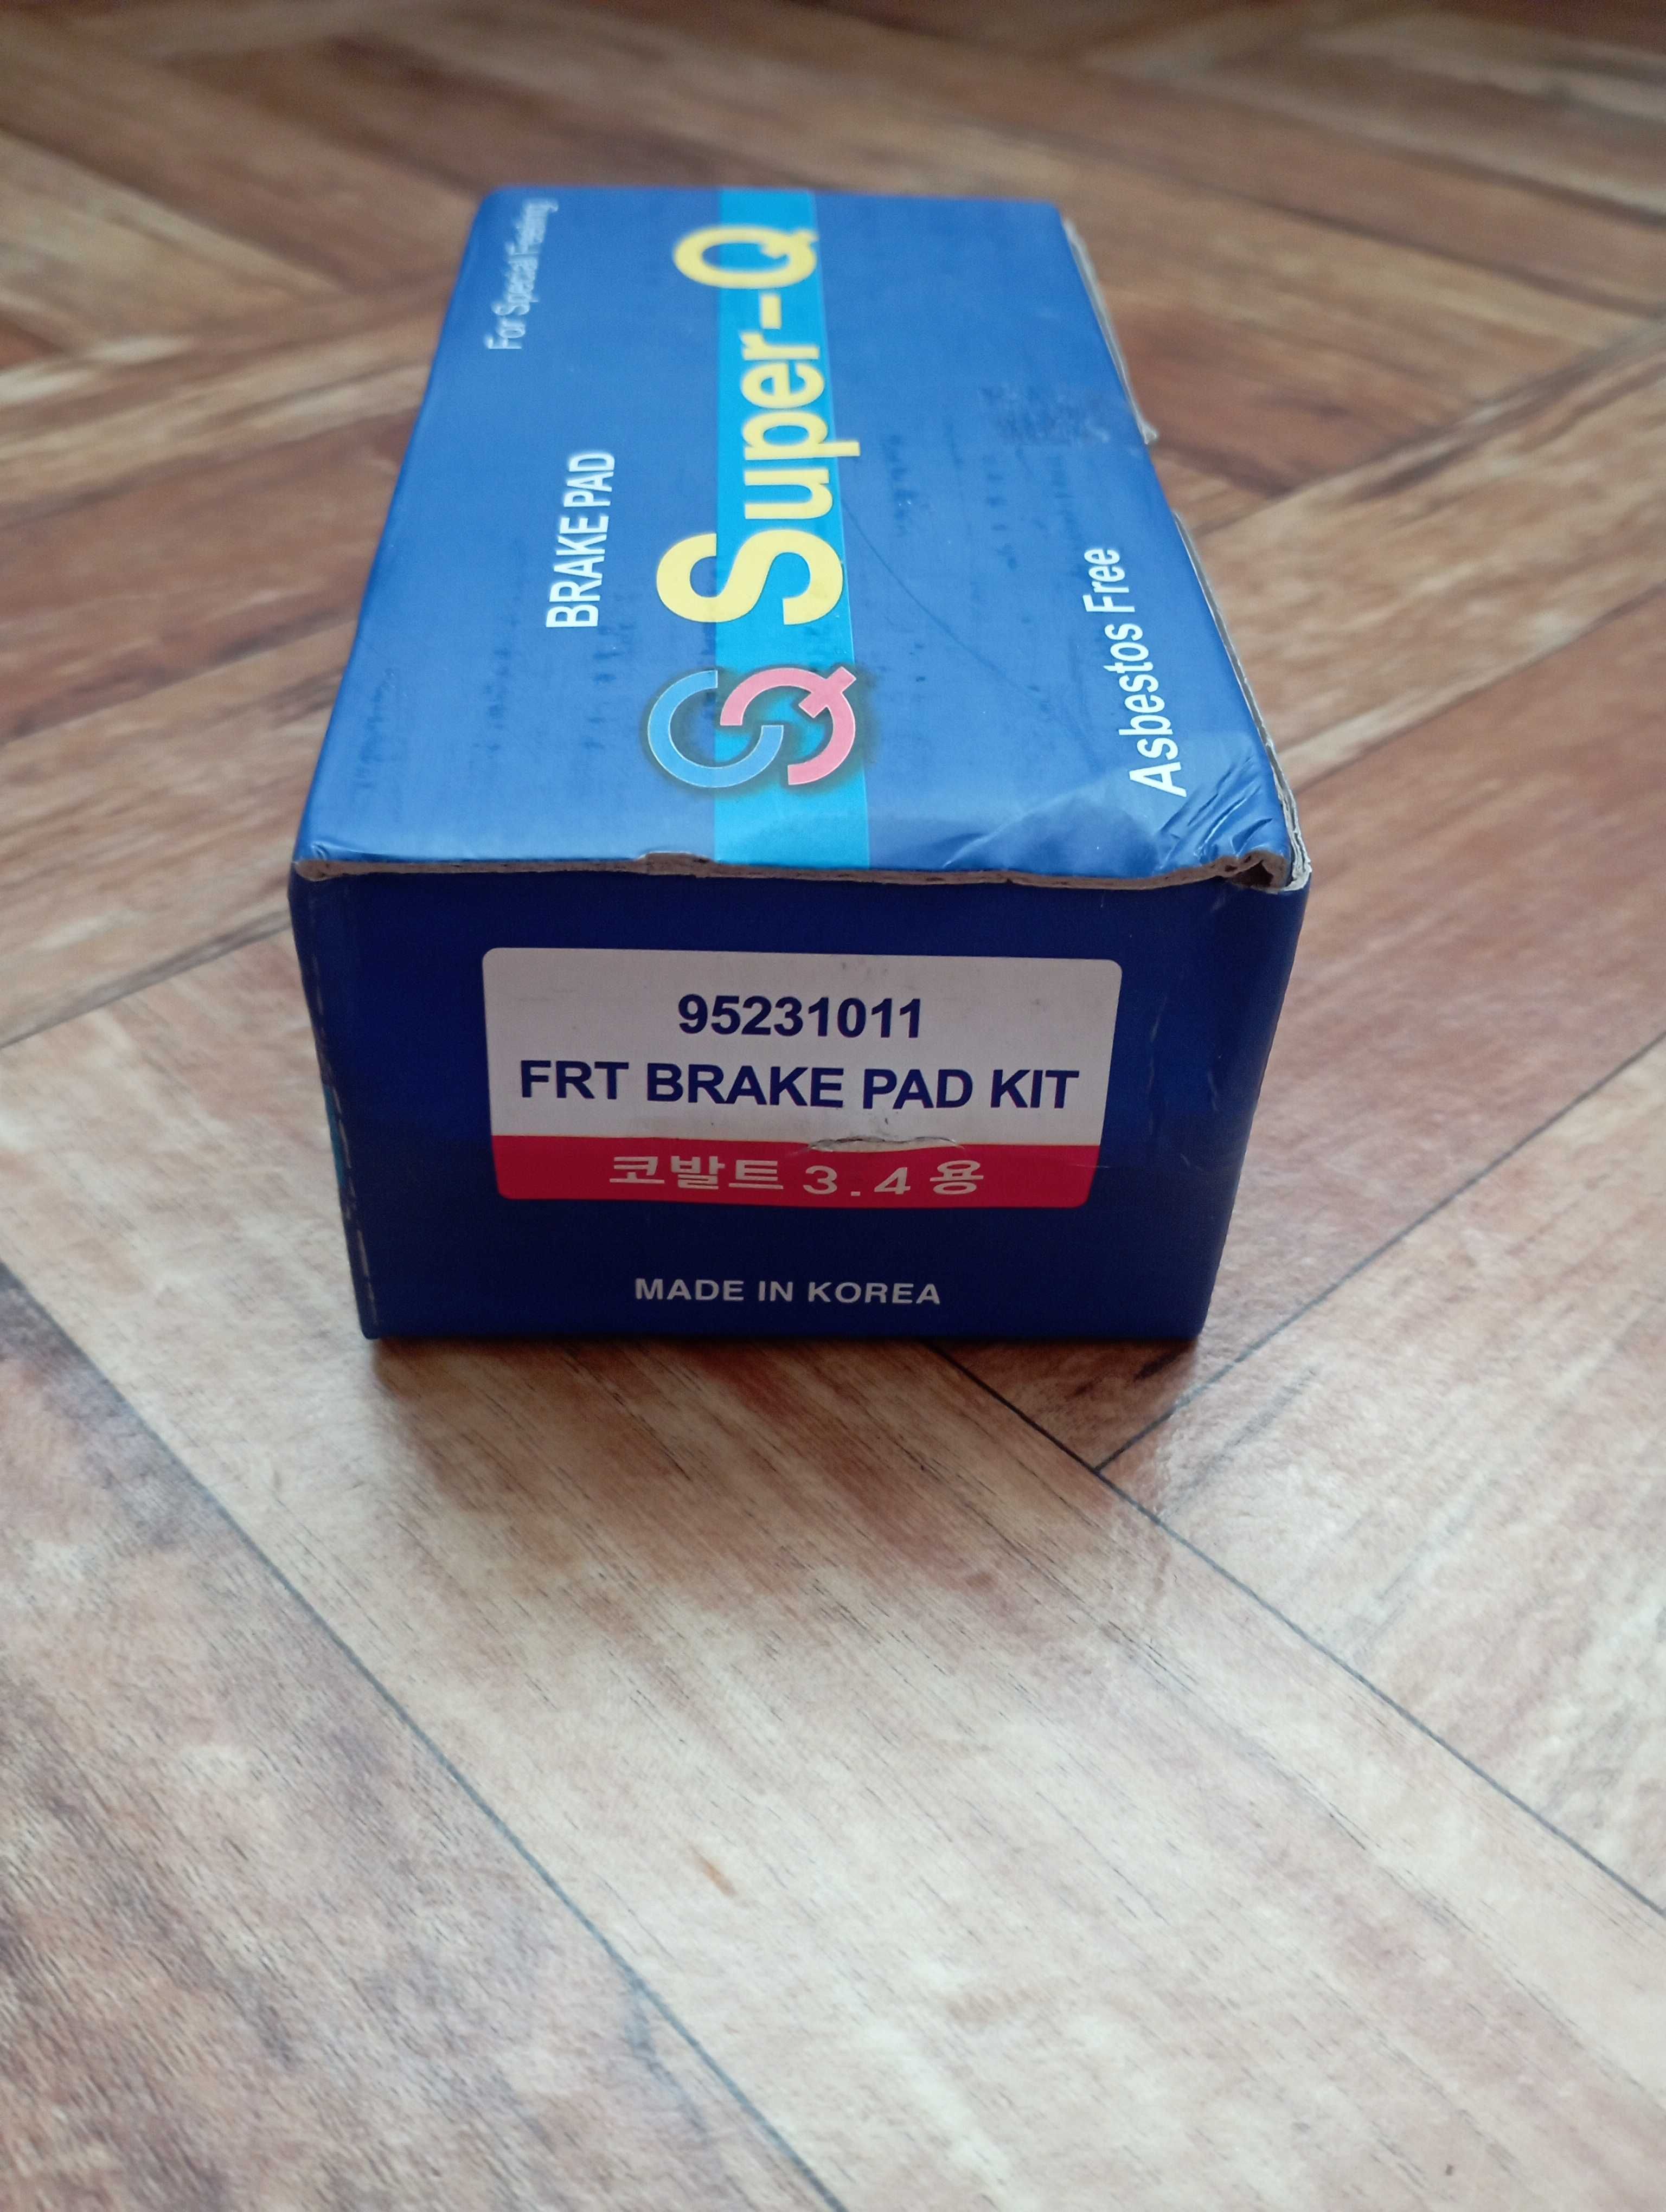 For Special Feeling
BRAKE PAD
Super-Q
Asbestos Free
95231011
FRT BRAKE PAD KIT
코발트 3.4용
MADE IN KOREA